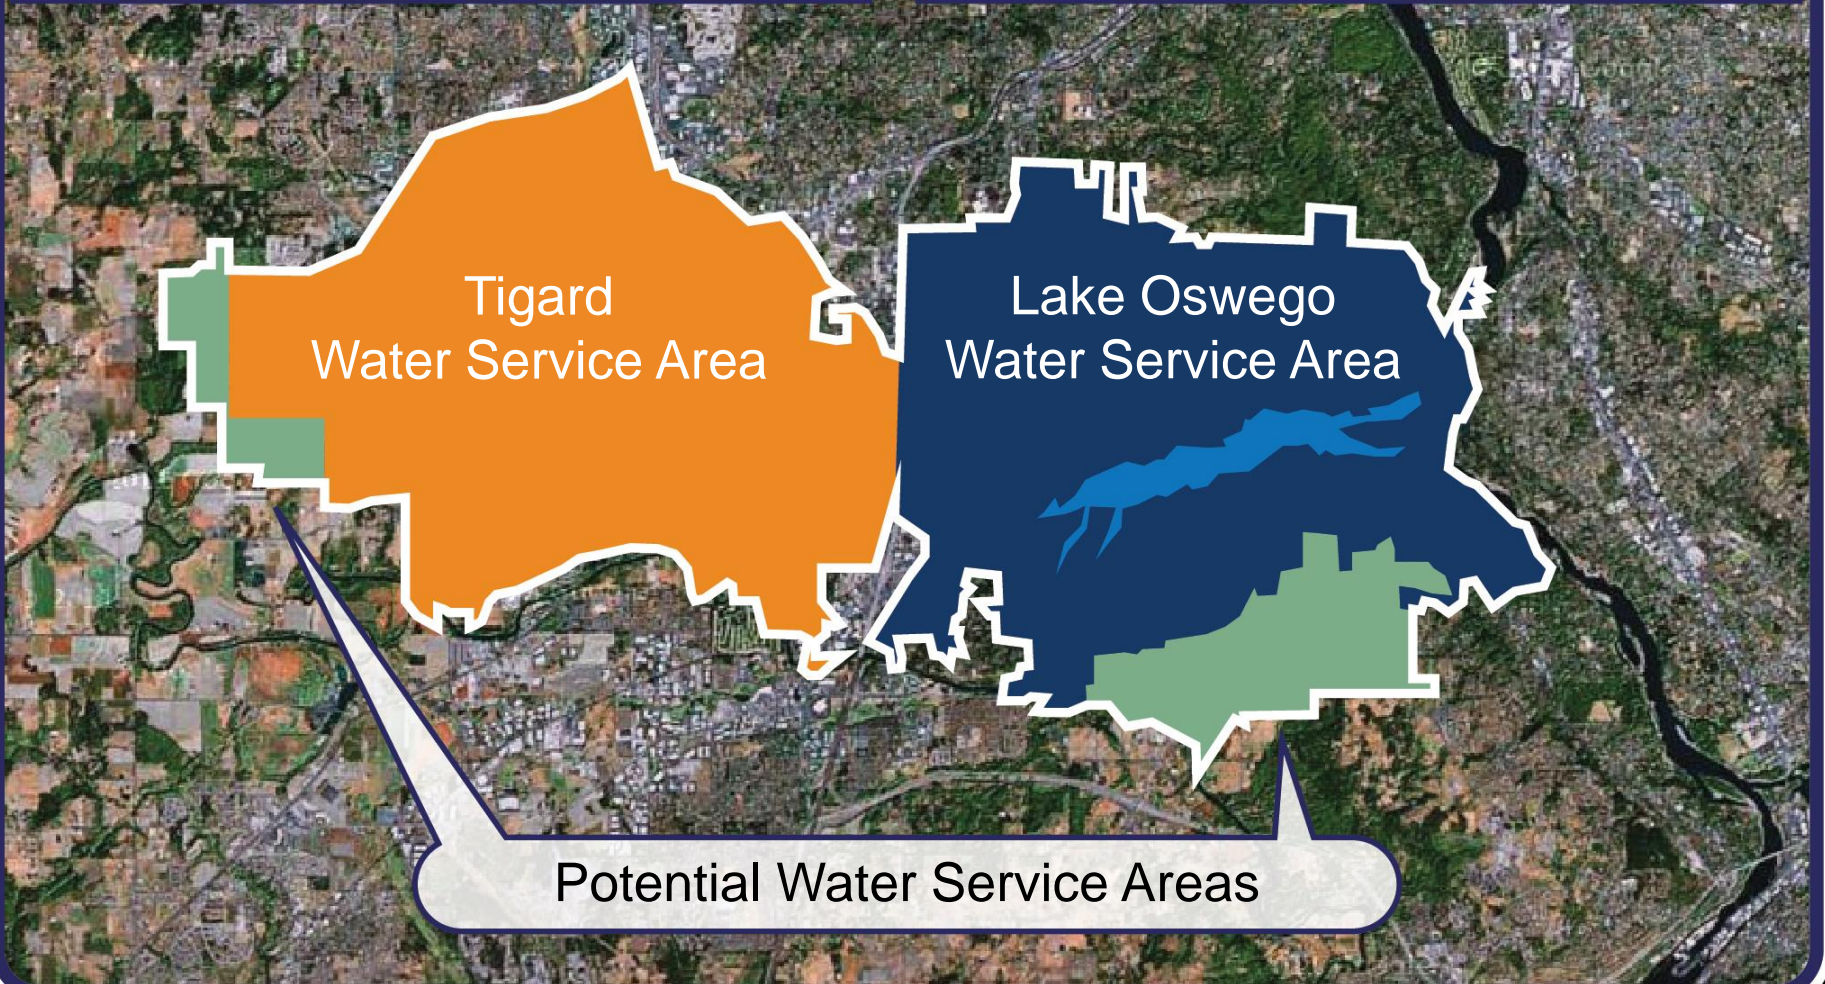 Tigard
Water Service Area
Lake Oswego
Water Service Area
Potential Water Service Areas